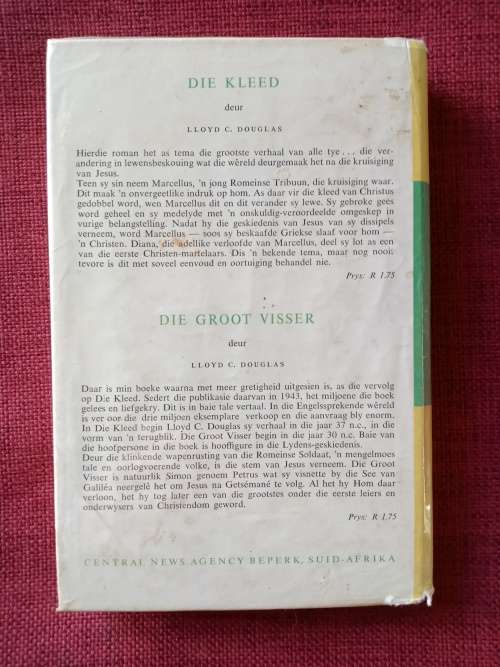 DIE KLEED
deur
LLOYD C. DOUGLAS
Hierdie roman het as tema die grootste verhaal van alle tye . . . die ver-
andering in lewensbeskouing wat die wêreld deurgemaak het na die kruisiging
van Jesus.
Teen sy sin neem Marcellus, 'n jong Romeinse Tribuun, die kruisiging waar.
Dit maak 'n onvergeetlike indruk op hom. As daar vir die kleed van Christus
gedobbel word, wen Marcellus dit en dit verander sy lewe. Sy gebroke gees
word geheel en sy medelyde met 'n onskuldig-veroordeelde omgeskep in
vurige belangstelling. Nadat hy die geskiedenis van Jesus van sy dissipels
verneem, word Marcellus — soos sy beskaafde Griekse slaaf voor hom —
'n Christen. Diana, die adellike verloofde van Marcellus, deel sy lot as een
van die eerste Christen-martelaars. Dis 'n bekende tema, maar nog nooit
tevore is dit met soveel eenvoud en oortuiging behandel nie.
Prys: R 1.75
DIE GROOT VISSER
deur
LLOYD C. DOUGLAS
Daar is min boeke waarna met meer gretigheid uitgesien is, as die vervolg
op Die Kleed. Sedert die publikasie daarvan in 1943, het miljoene die boek
gelees en liefgekry. Dit is in baie tale vertaal. In die Engelssprekende wêreld
is ver oor die drie miljoen eksemplare verkoop en die aanvraag bly enorm.
In Die Kleed begin Lloyd C. Douglas sy verhaal in die jaar 37 n.c., in die
vorm van 'n terugblik. Die Groot Visser begin in die jaar 30 n.c. Baie van
die hoofpersone in die boek is hooffigure in die Lydens-geskiedenis.
Deur die klinkende wapenrusting van die Romeinse Soldaat, 'n mengelmoes
tale en oorlogvoerende volke, is die stem van Jesus verneem. Die Groot
Visser is natuurlik Simon genoem Petrus wat sy visnette by die See van
Galiléa neergelê het om Jesus na Getsémané te volg. Al het hy Hom daar
verloon, het hy tog later een van die grootstes onder die eerste leiers en
onderwysers van Christendom geword.
Prys: R 1.75
CENTRAL NEWS AGENCY BEPERK, SUID-AFRIKA